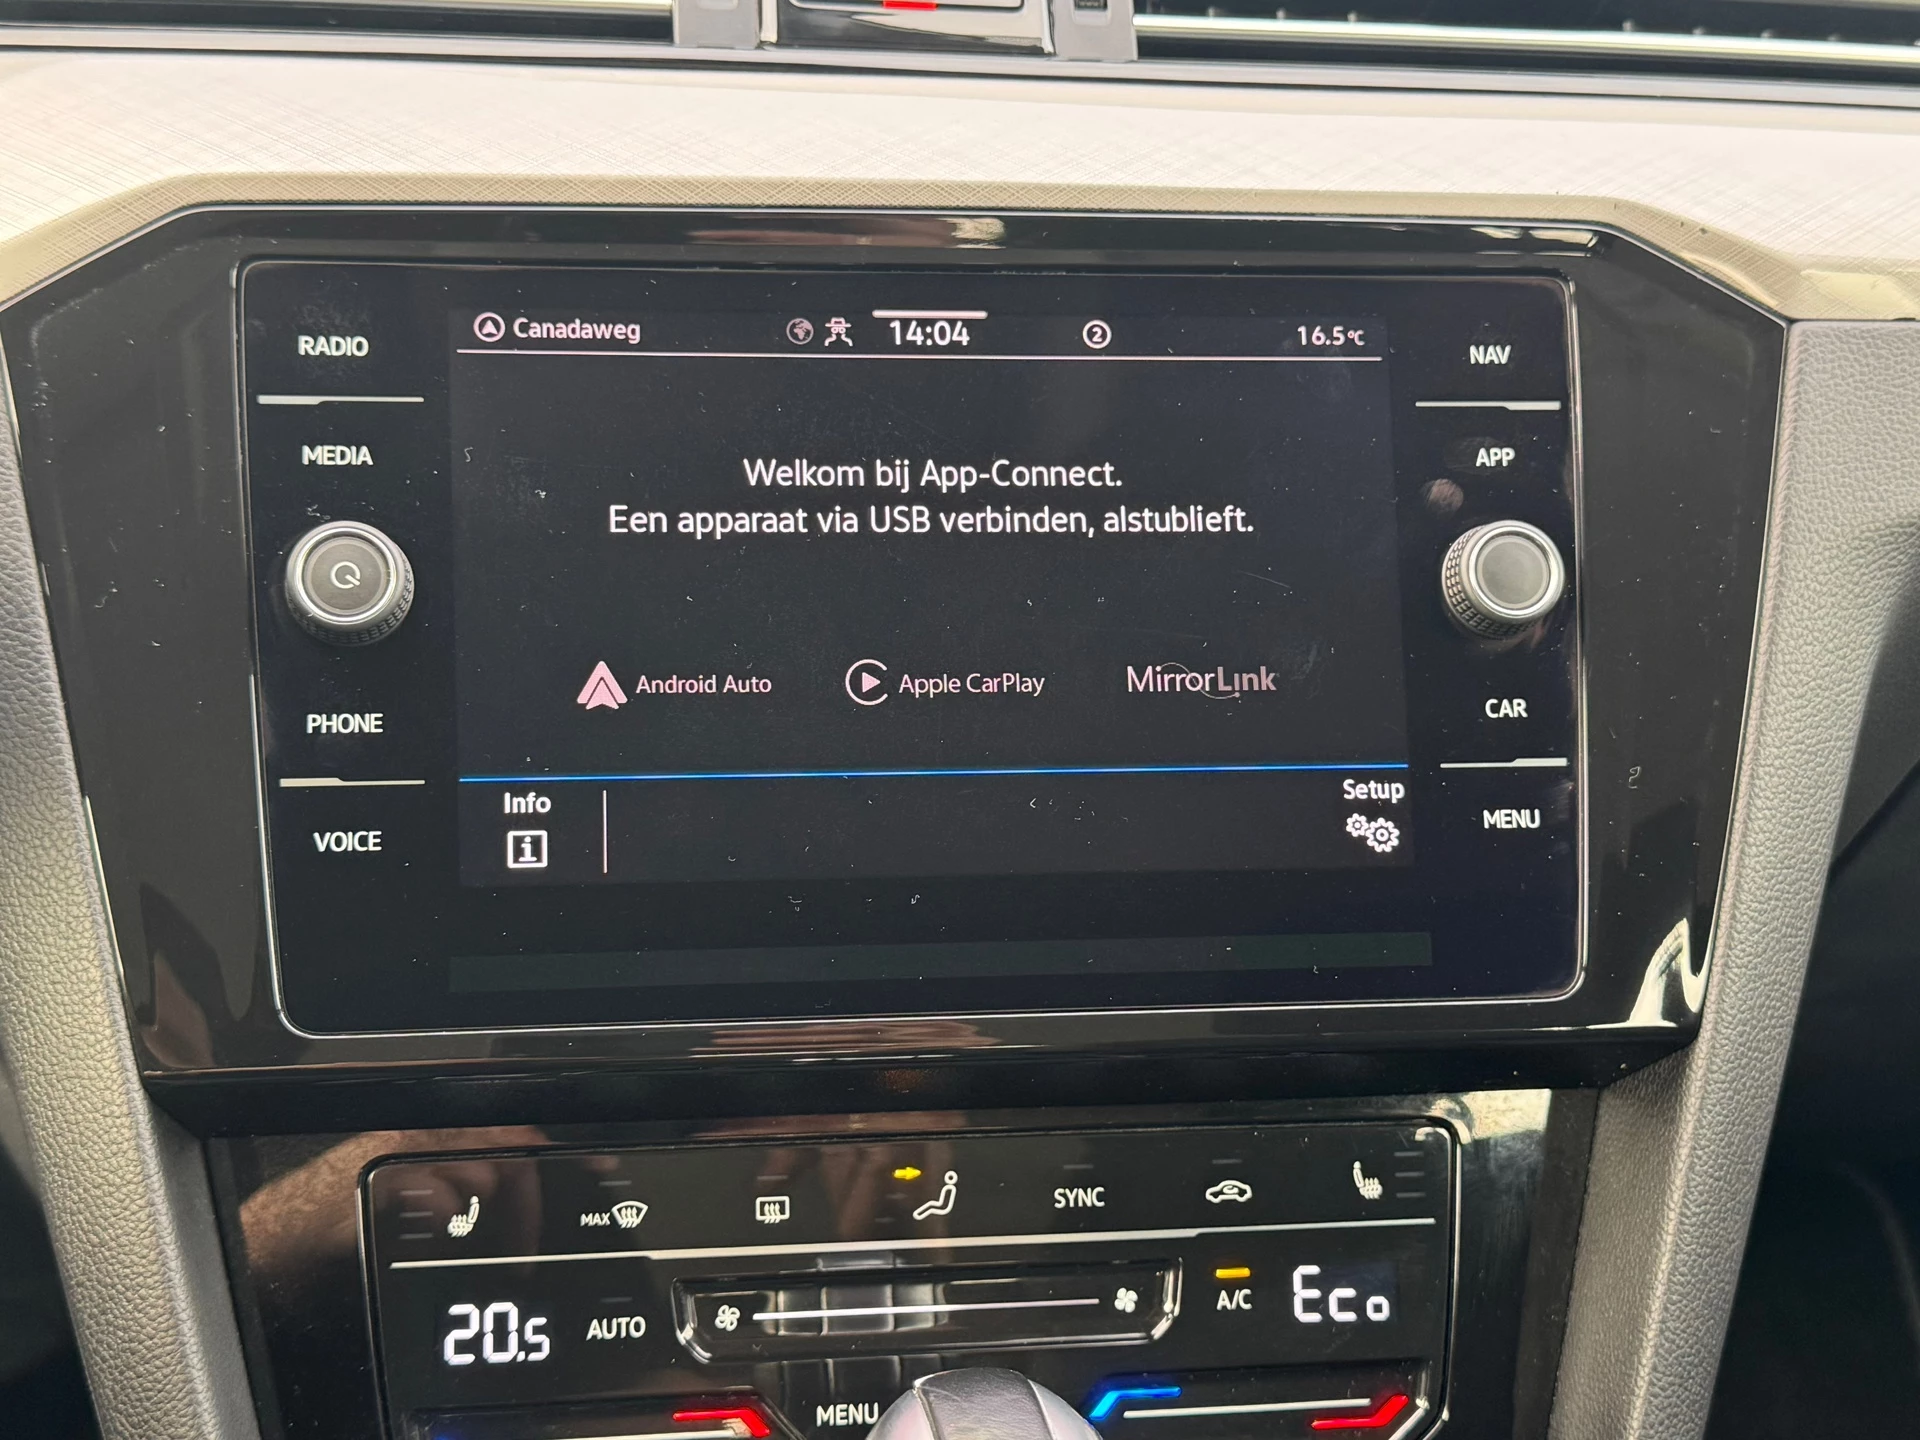 RADIO
MEDIA
PHONE
VOICE
Canadaweg
14:04
2
16.5°C
Welkom bij App-Connect.
Een apparaat via USB verbinden, alstublieft.
Android Auto
Apple CarPlay
MirrorLink
Info
Setup
NAV
APP
CAR
MENU
MAX
SYNC
20.5
AUTO
A/C
Eco
MENU